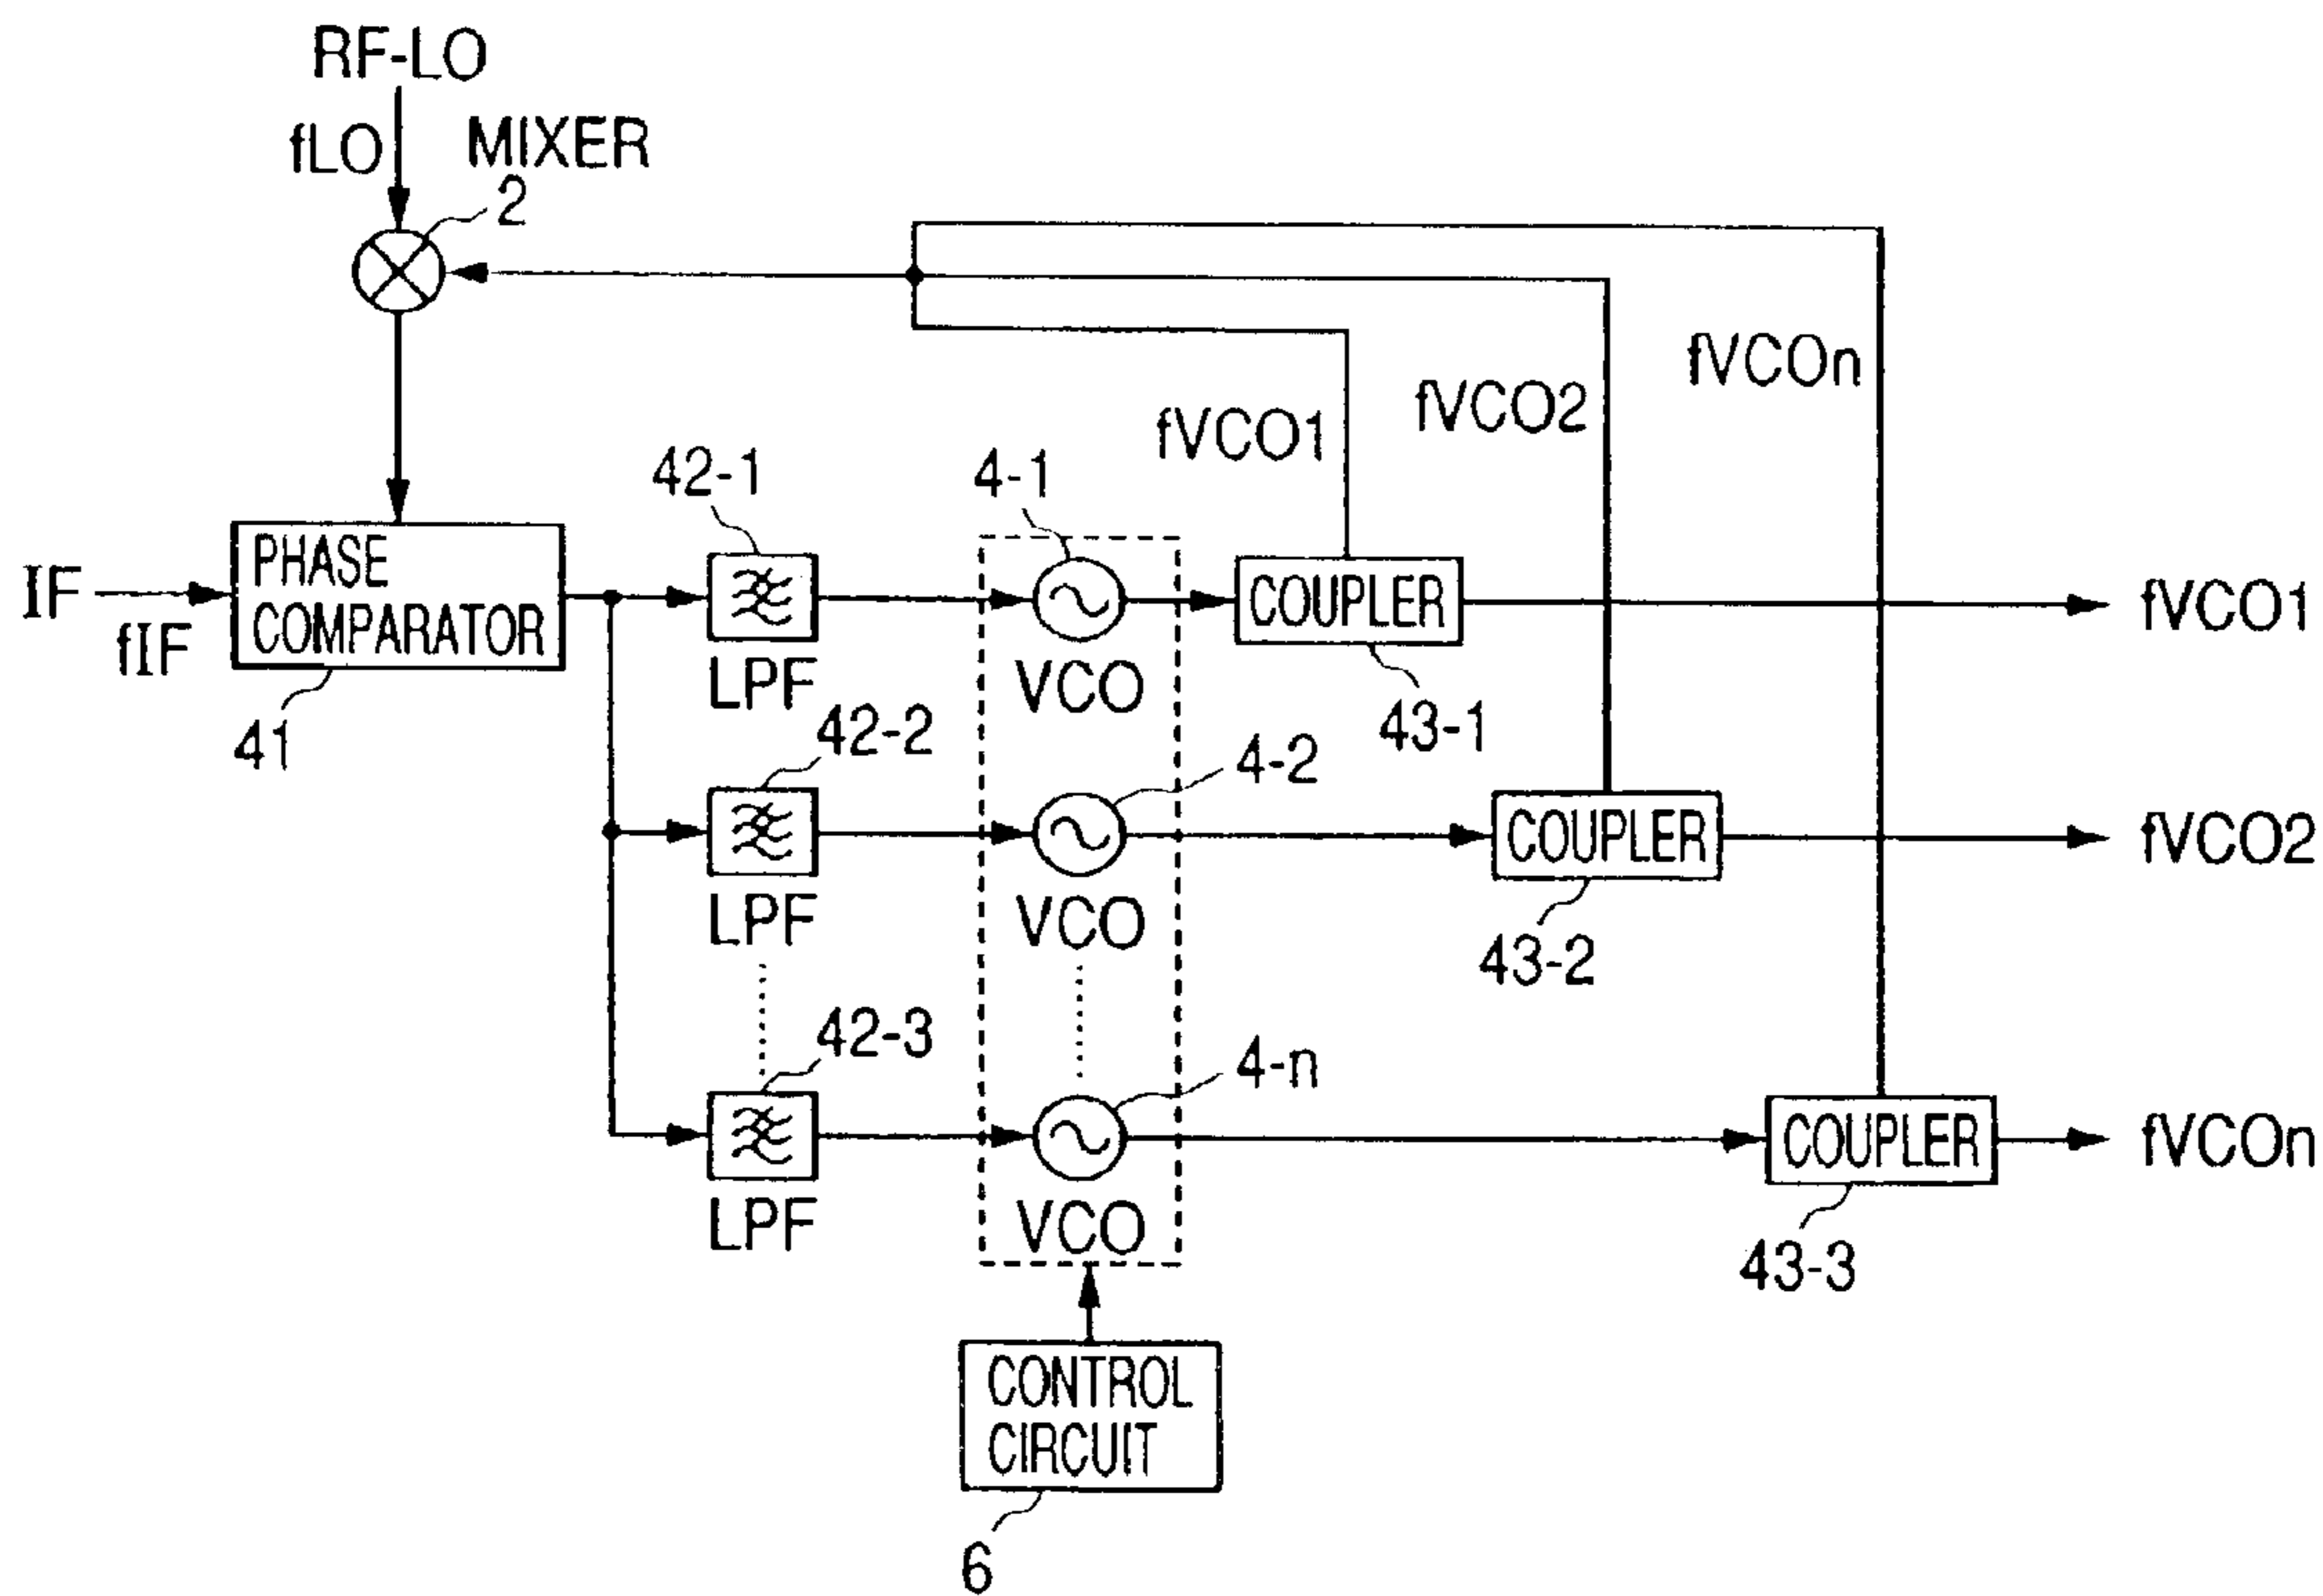 RF-LO
fLO
MIXER
2
fVCOn
fVCO2
fVCO1
42-1
4-1
IF
fIF
PHASE
COMPARATOR
41
LPF
VCO
COUPLER
43-1
fVCO1
42-2
4-2
LPF
VCO
COUPLER
43-2
fVCO2
42-3
4-n
LPF
VCO
COUPLER
43-3
fVCOn
CONTROL
CIRCUIT
6